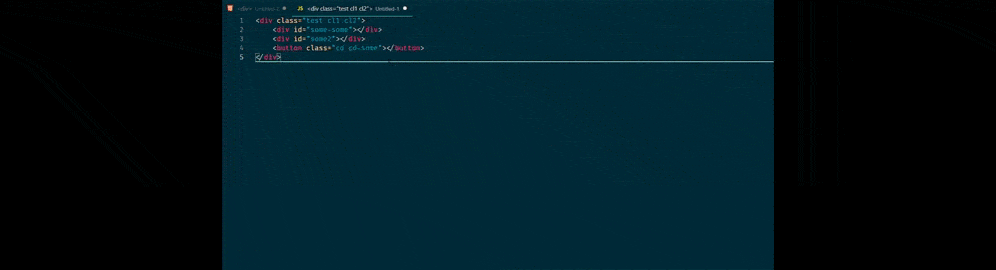 <div> Untitled-2
JS <div class="test cl1 cl2"> Untitled-1
1 <div class="test cl1 cl2">
2 <div id="some-some"></div>
3 <div id="some2"></div>
4 <button class="cd cd-some"></button>
5 </div>